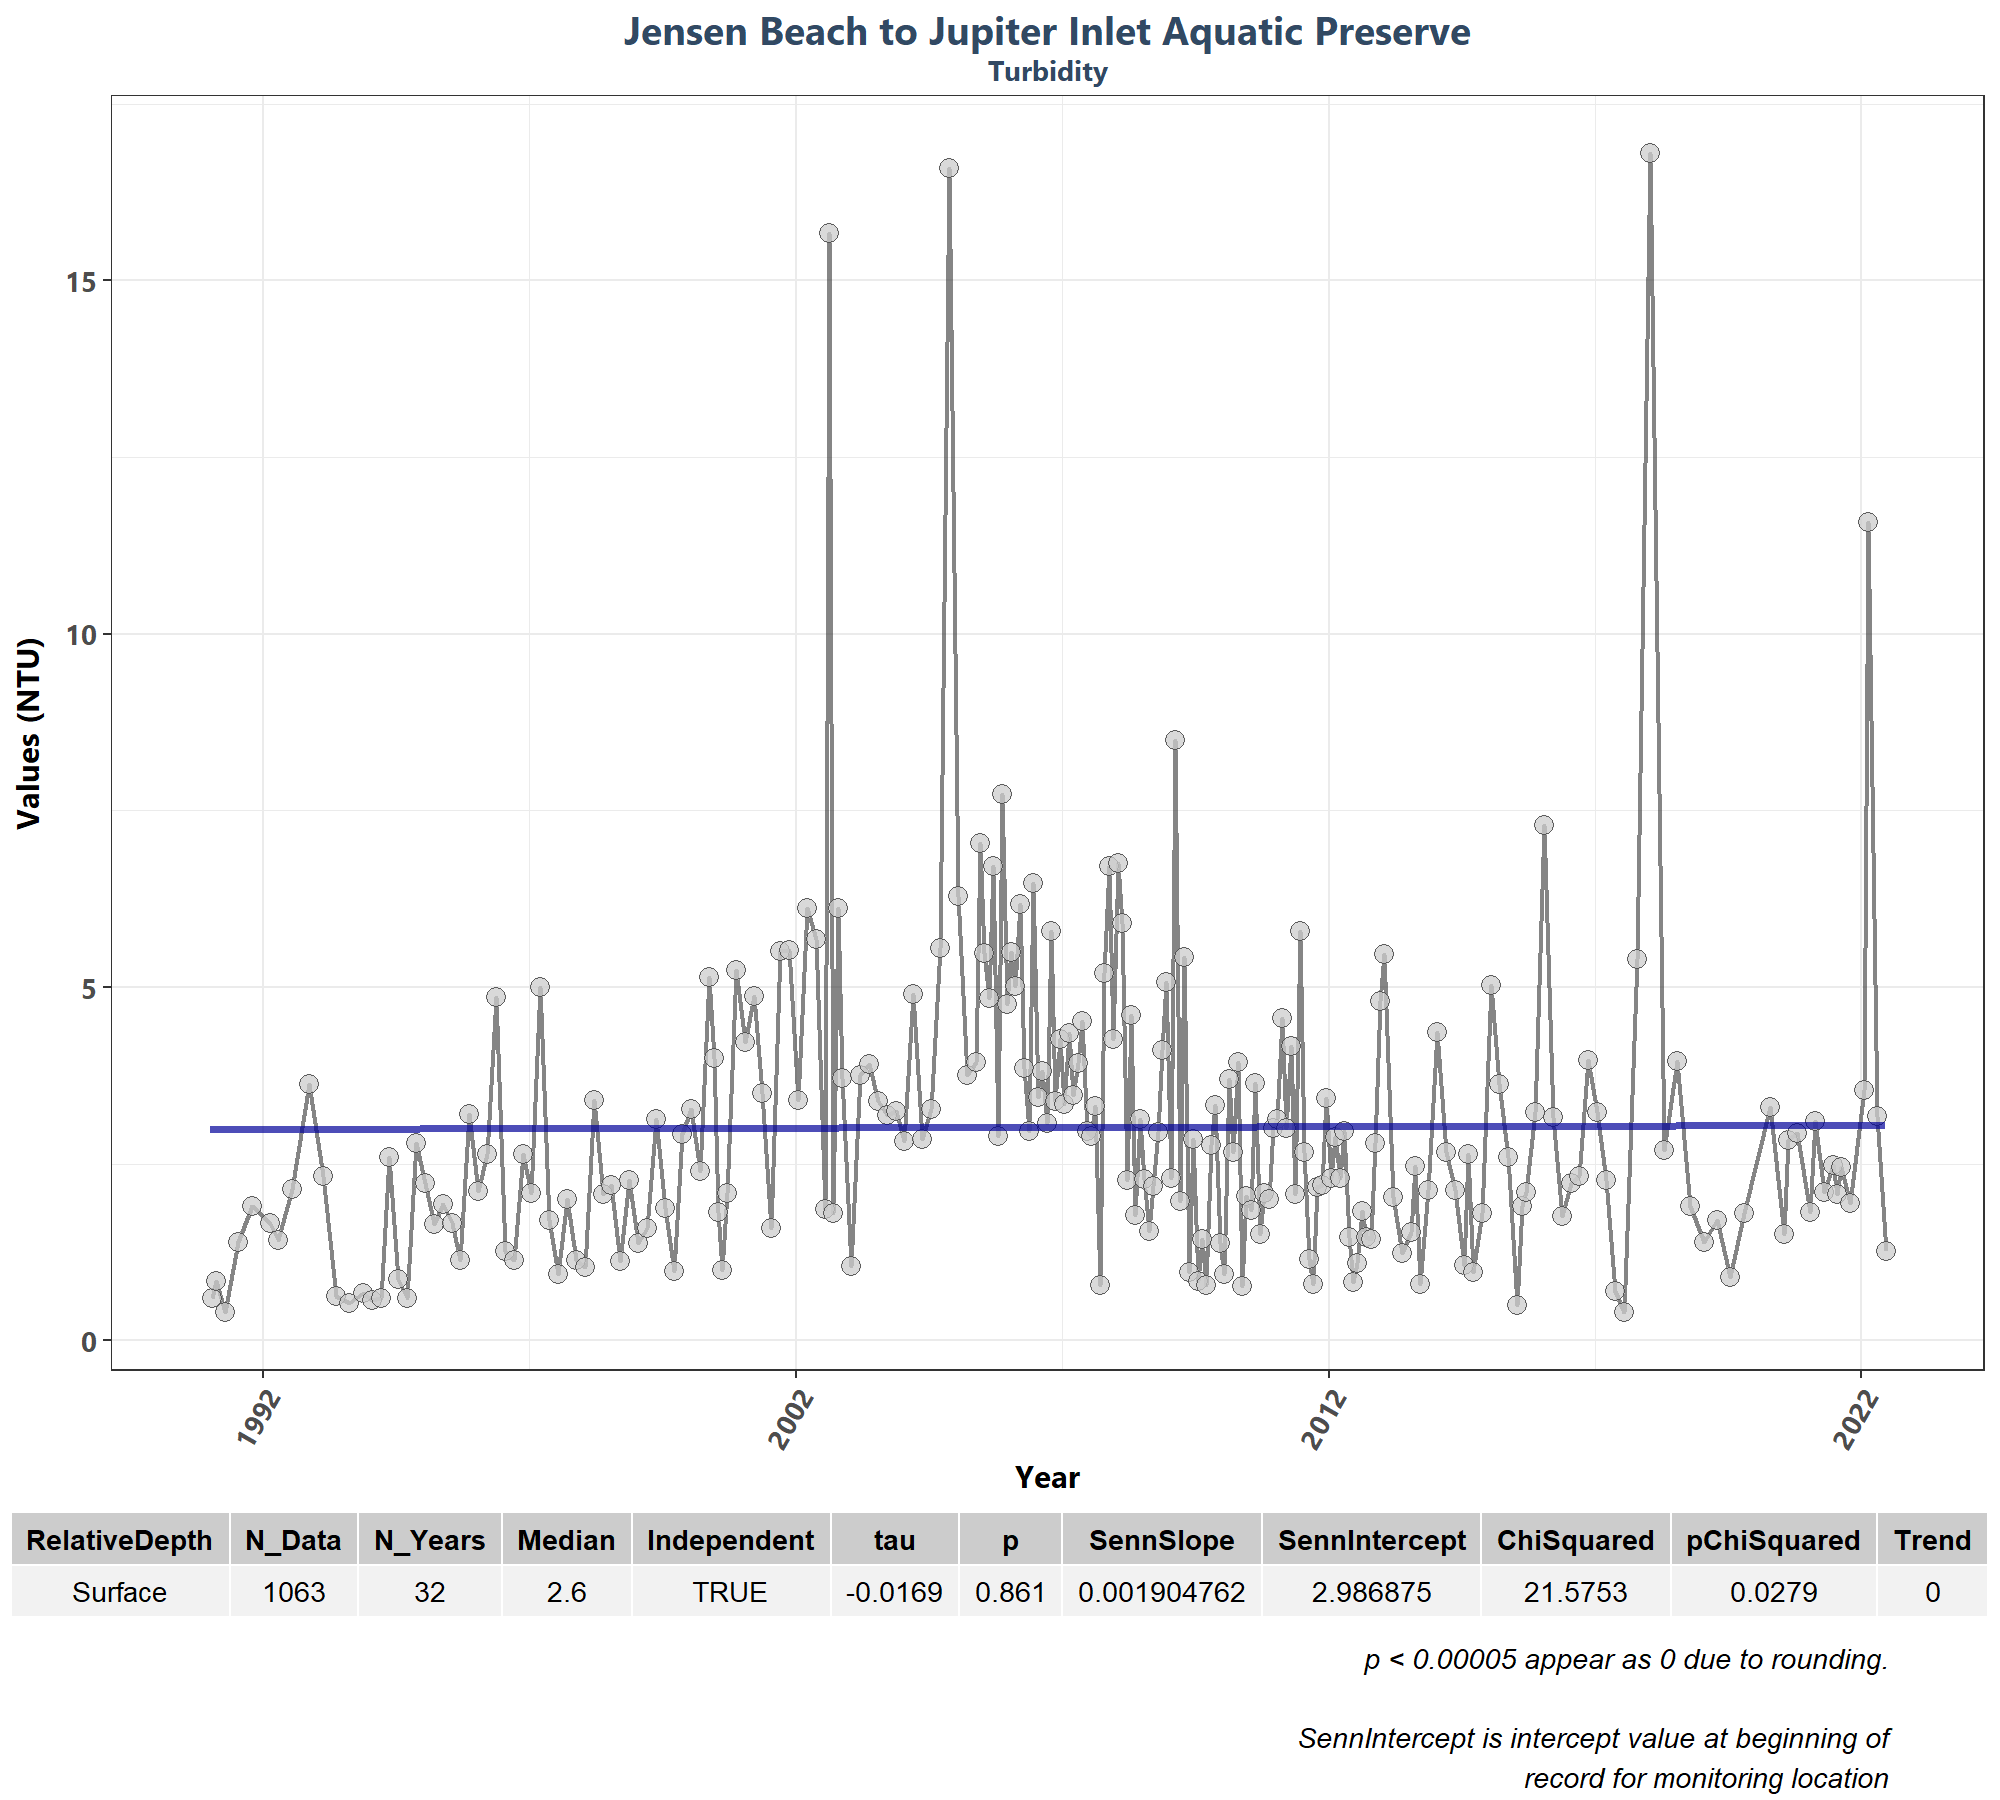 Jensen Beach to Jupiter Inlet Aquatic Preserve
Turbidity
Values (NTU)
15
10
5
0
1992 2002 2012 2022
Year
RelativeDepth N_Data N_Years Median Independent tau p SennSlope SennIntercept ChiSquared pChiSquared Trend
Surface 1063 32 2.6 TRUE -0.0169 0.861 0.001904762 2.986875 21.5753 0.0279 0
p < 0.00005 appear as 0 due to rounding.
SennIntercept is intercept value at beginning of
record for monitoring location